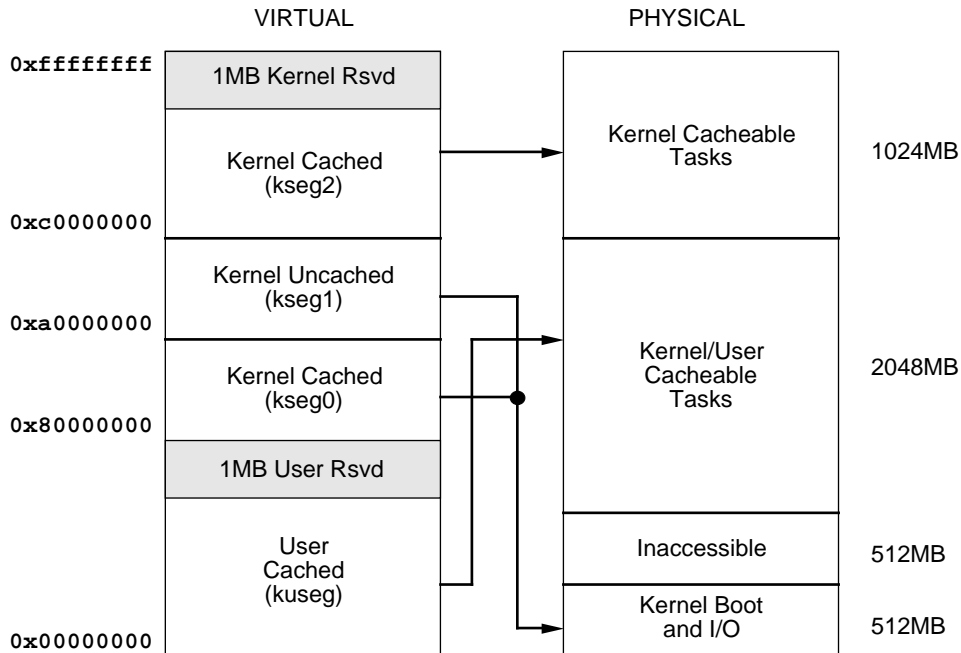 VIRTUAL
PHYSICAL
0xffffffff
1MB Kernel Rsvd
Kernel Cached
(kseg2)
0xc0000000
Kernel Uncached
(kseg1)
0xa0000000
Kernel Cached
(kseg0)
0x80000000
1MB User Rsvd
User
Cached
(kuseg)
0x00000000
Kernel Cacheable
Tasks
1024MB
Kernel/User
Cacheable
Tasks
2048MB
Inaccessible
512MB
Kernel Boot
and I/O
512MB